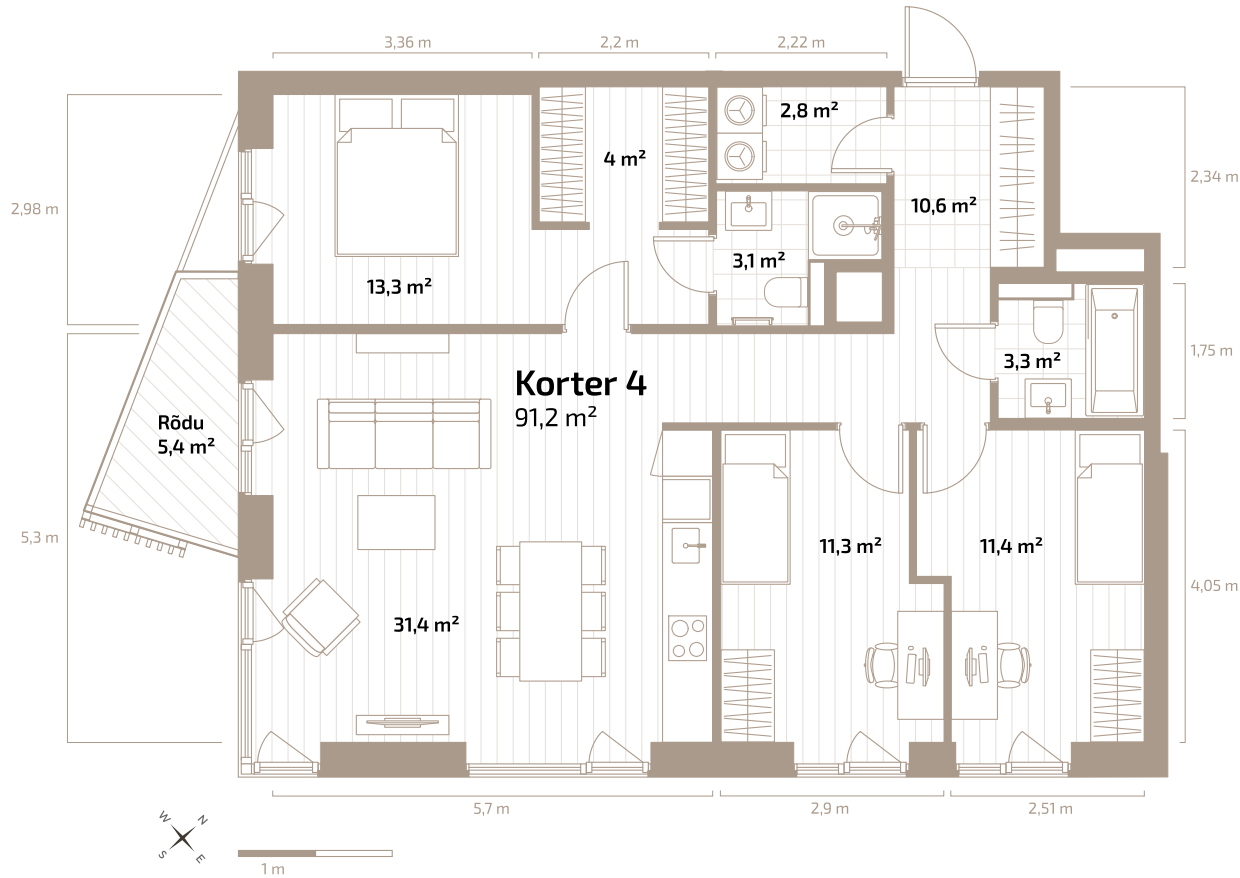 3,36 m
2,2 m
2,22 m
2,8 m²
4 m²
2,34 m
2,98 m
10,6 m²
3,1 m²
13,3 m²
1,75 m
3,3 m²
Korter 4
91,2 m²
Rõdu
5,4 m²
5,3 m
11,3 m²
11,4 m²
4,05 m
31,4 m²
5,7 m
2,9 m
2,51 m
W
N
S
E
1 m